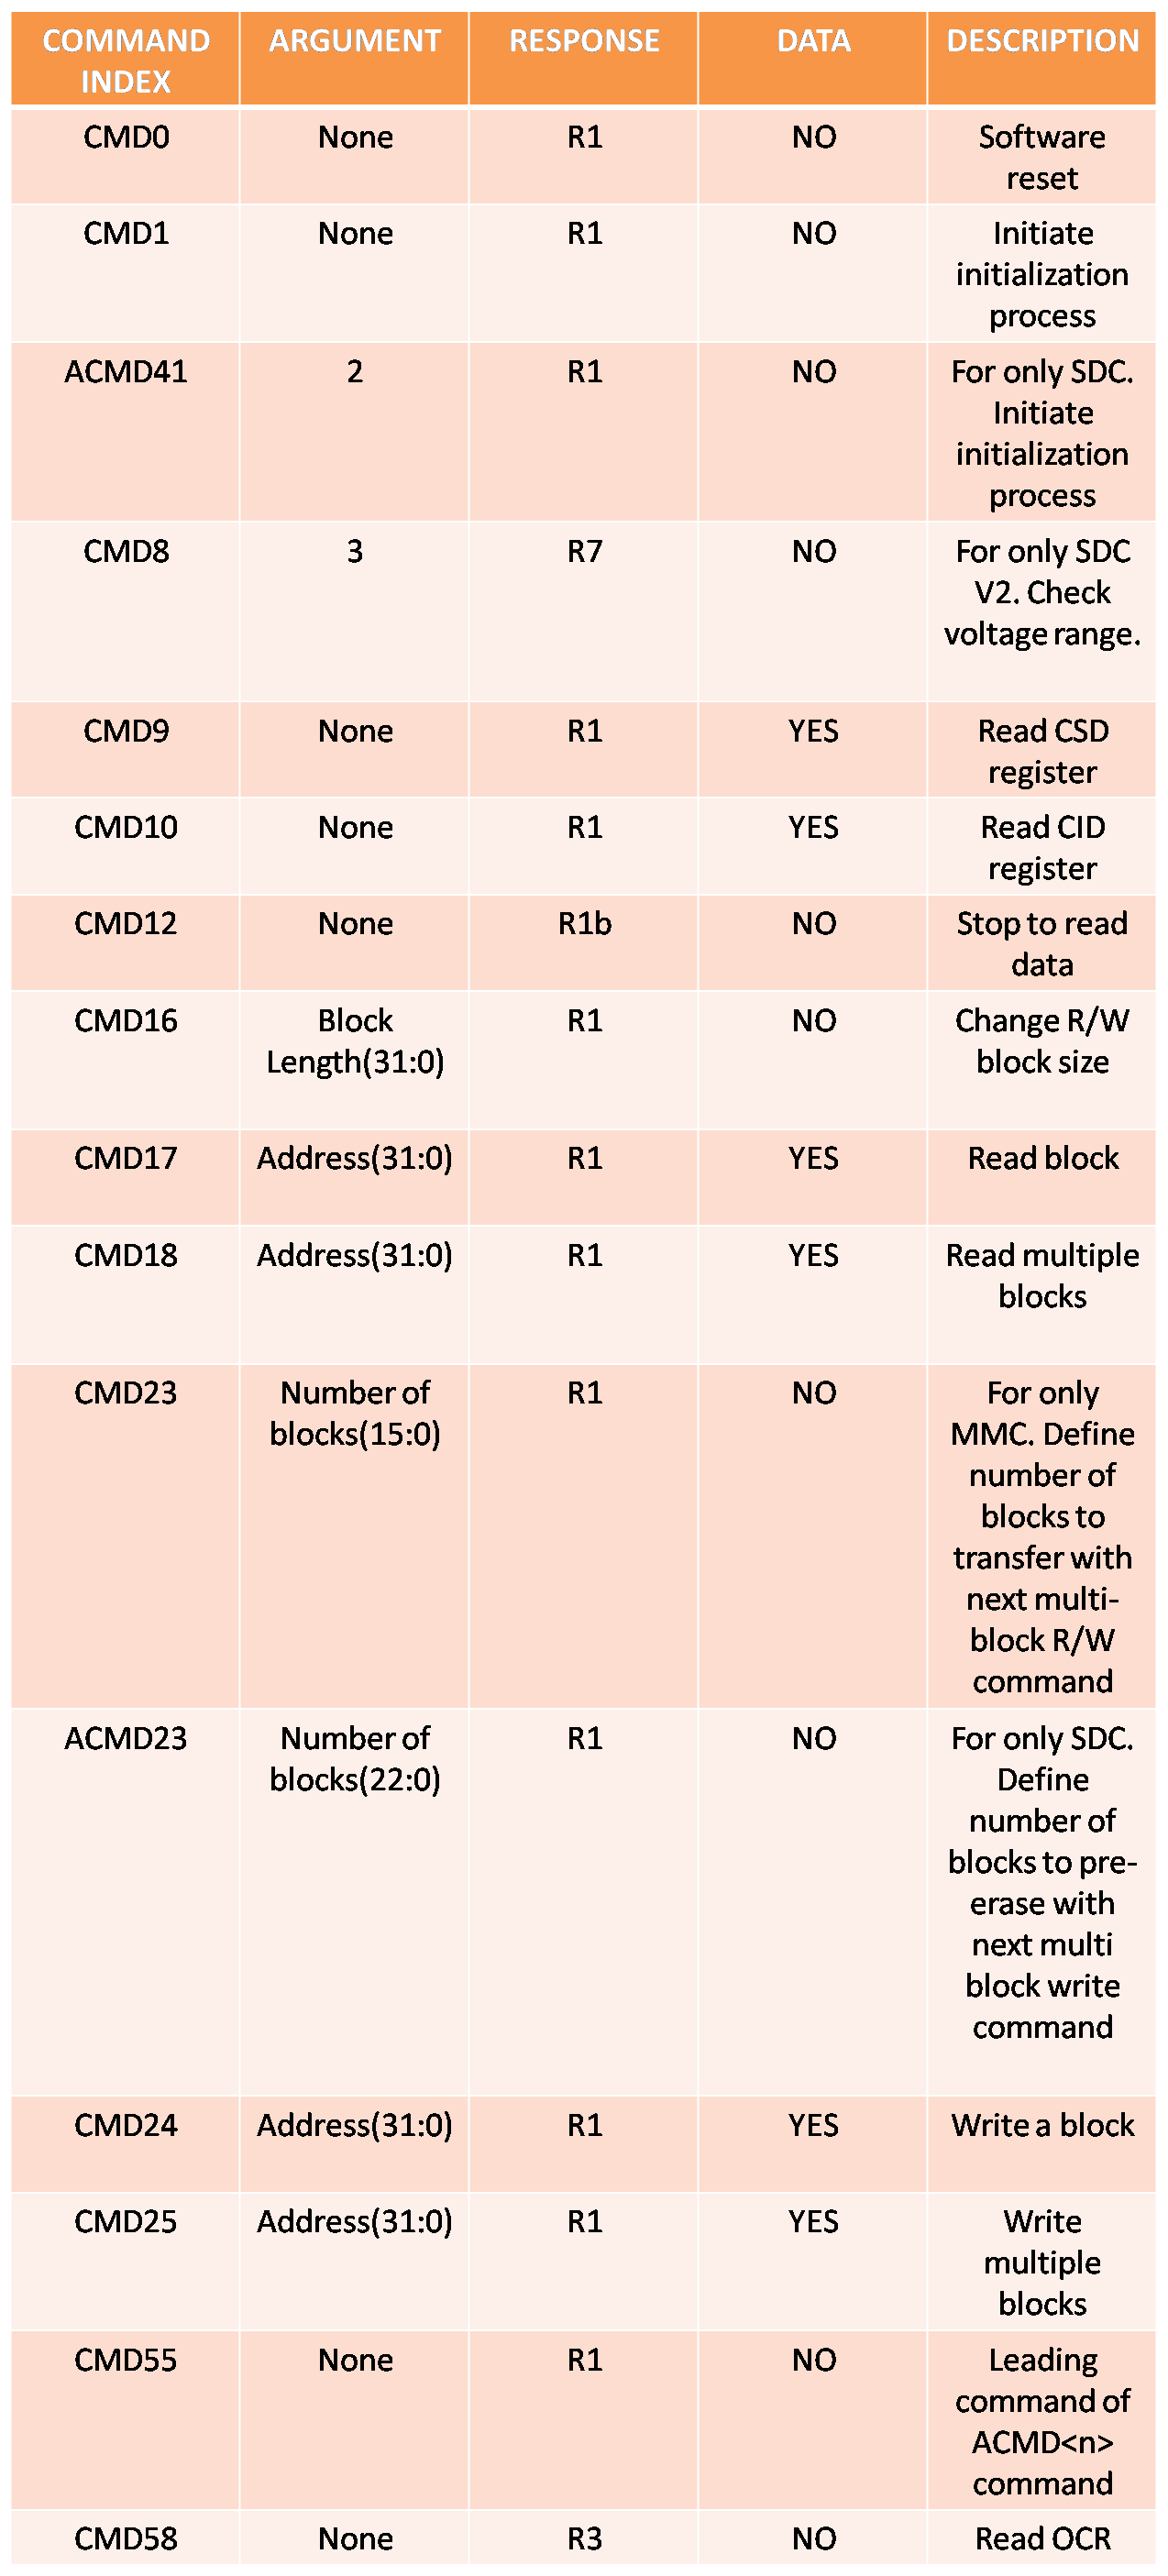 COMMAND INDEX ARGUMENT RESPONSE DATA DESCRIPTION
CMD0 None R1 NO Software
reset
CMD1 None R1 NO Initiate
initialization
process
ACMD41 2 R1 NO For only SDC.
Initiate
initialization
process
CMD8 3 R7 NO For only SDC
V2. Check
voltage range.
CMD9 None R1 YES Read CSD
register
CMD10 None R1 YES Read CID
register
CMD12 None R1b NO Stop to read
data
CMD16 Block R1 NO Change R/W
Length(31:0) block size
CMD17 Address(31:0) R1 YES Read block
CMD18 Address(31:0) R1 YES Read multiple
blocks
CMD23 Number of R1 NO For only
blocks(15:0) MMC. Define
number of
blocks to
transfer with
next multi-
block R/W
command
ACMD23 Number of R1 NO For only SDC.
blocks(22:0) Define
number of
blocks to pre-
erase with
next multi
block write
command
CMD24 Address(31:0) R1 YES Write a block
CMD25 Address(31:0) R1 YES Write
multiple
blocks
CMD55 None R1 NO Leading
command of
ACMD<n>
command
CMD58 None R3 NO Read OCR